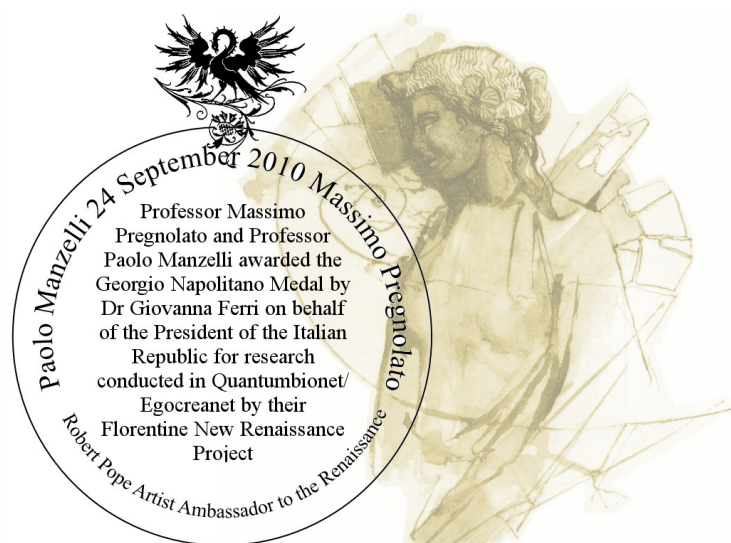 Paolo Manzelli 24 September 2010 Massimo Pregnolato
Professor Massimo
Pregnolato and Professor
Paolo Manzelli awarded the
Georgio Napolitano Medal by
Dr Giovanna Ferri on behalf
of the President of the Italian
Republic for research
conducted in Quantumbionet/
Egocreanet by their
Florentine New Renaissance
Project
Robert Pope Artist Ambassador to the Renaissance